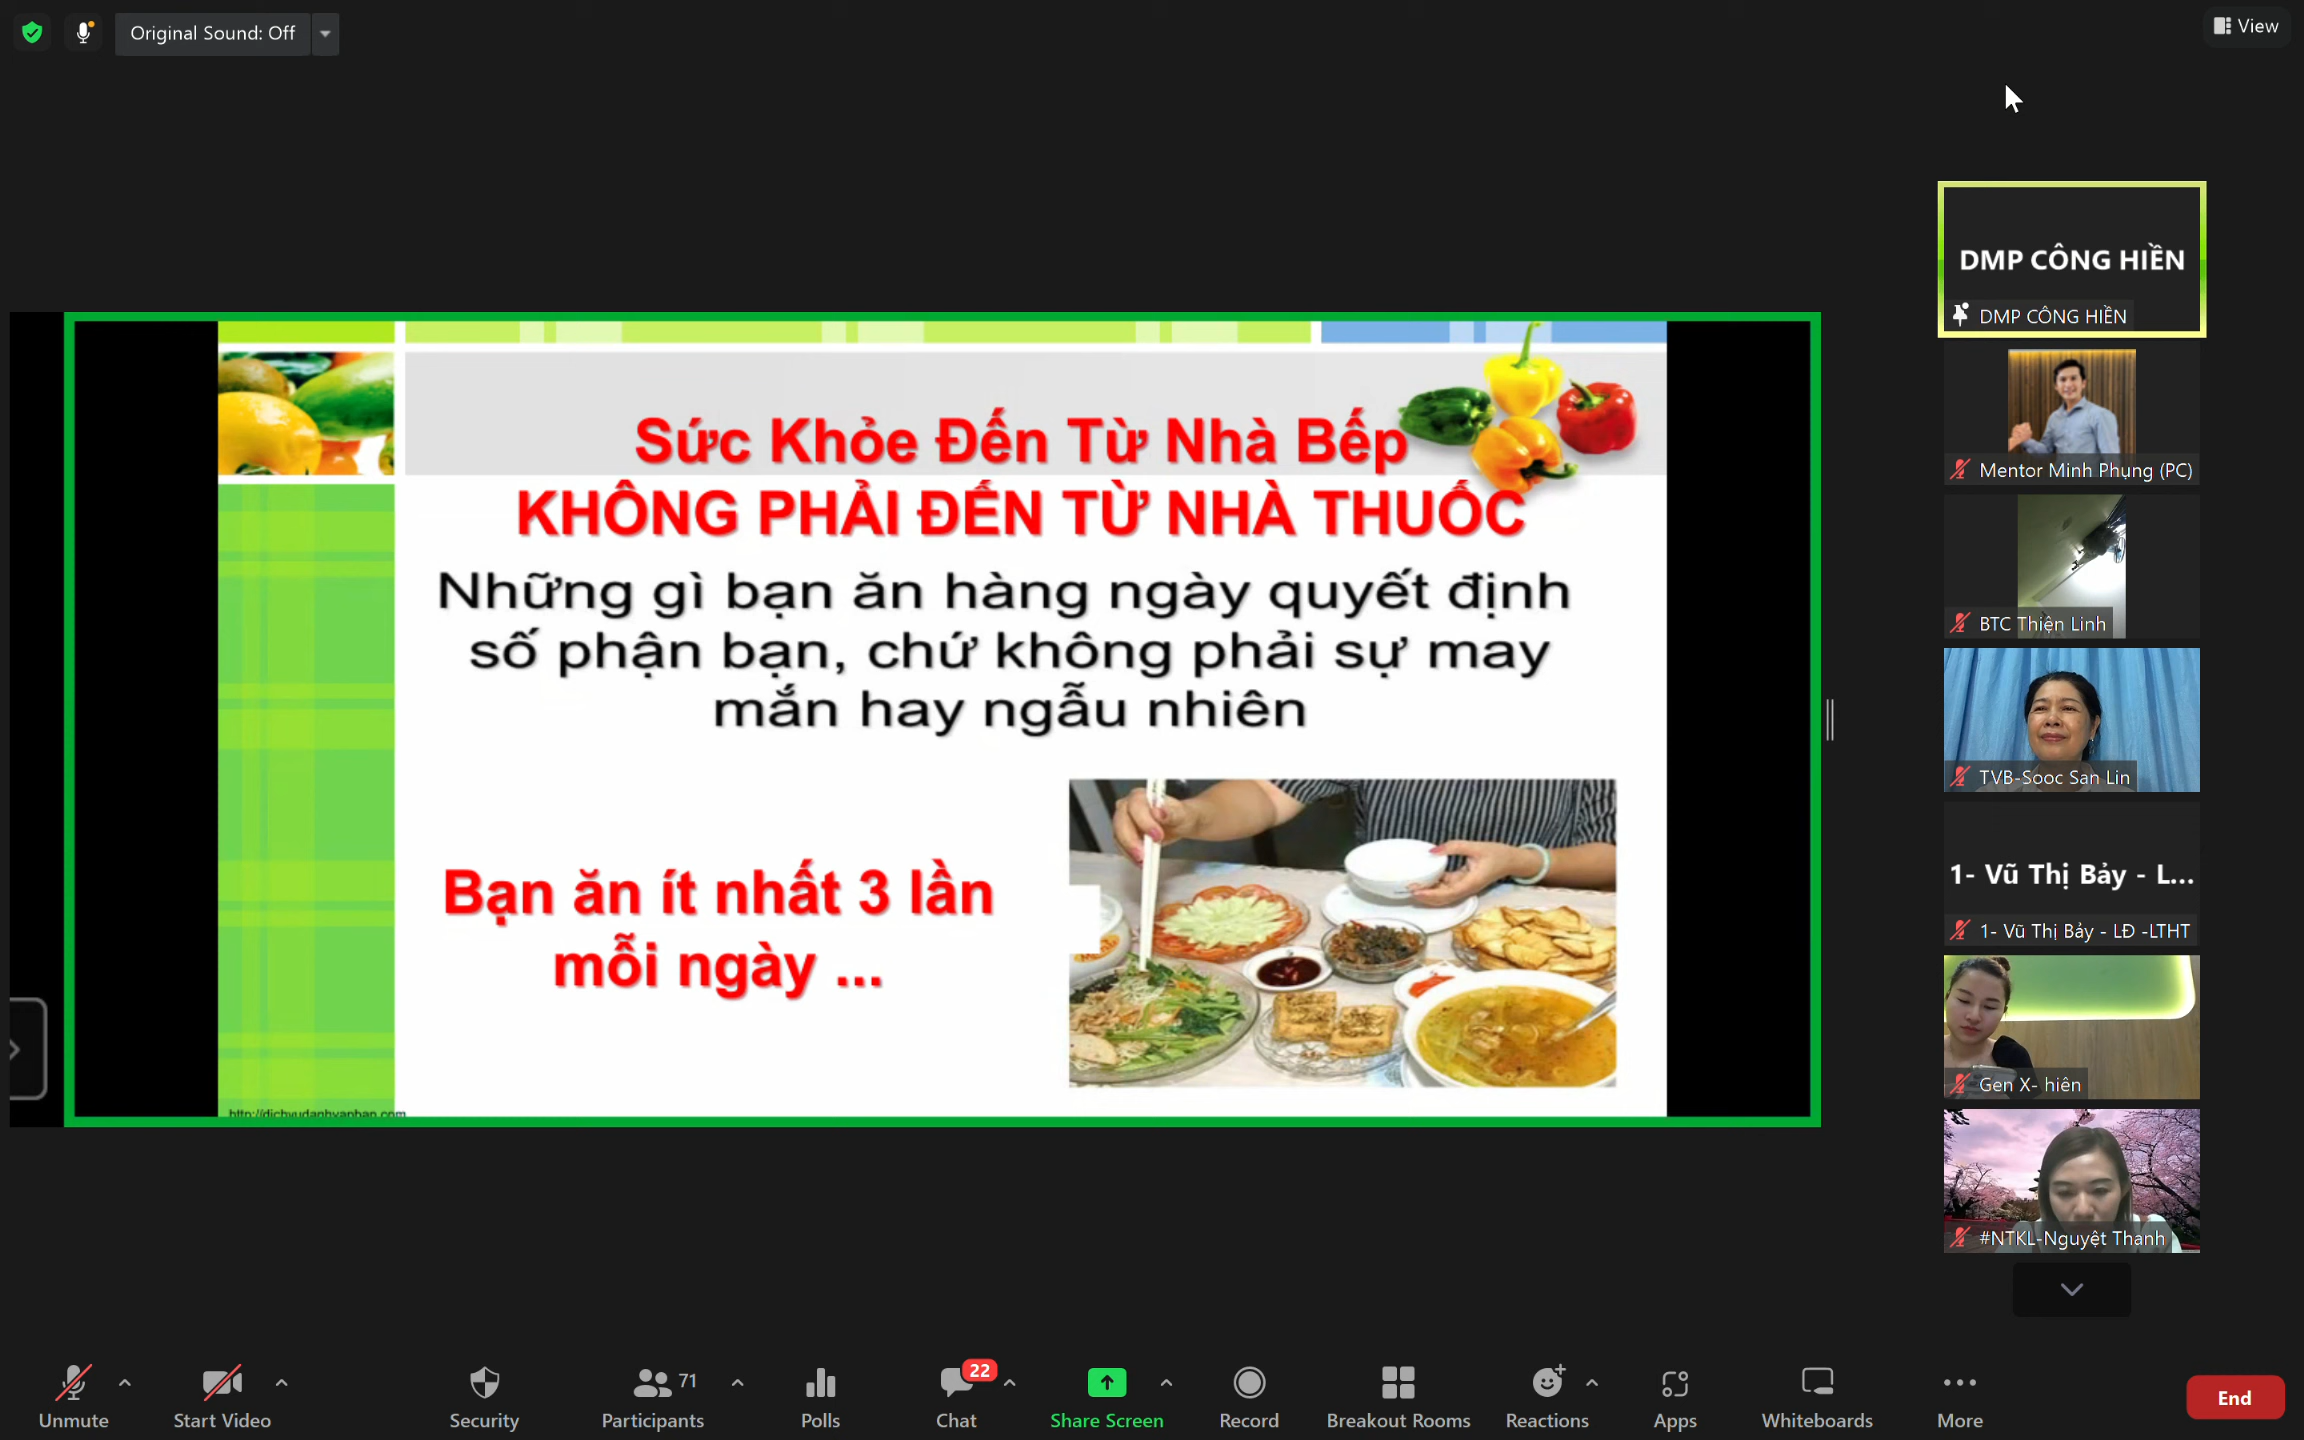 Original Sound: Off
View
DMP CÔNG HIỀN
DMP CÔNG HIỀN
Mentor Minh Phụng (PC)
BTC Thiện Linh
TVB-Sooc San Lin
1- Vũ Thị Bảy - L...
1- Vũ Thị Bảy - LĐ -LTHT
Gen X- hiên
#NTKL-Nguyệt Thanh
Sức Khỏe Đến Từ Nhà Bếp
KHÔNG PHẢI ĐẾN TỪ NHÀ THUỐC
Những gì bạn ăn hàng ngày quyết định
số phận bạn, chứ không phải sự may
mắn hay ngẫu nhiên
Bạn ăn ít nhất 3 lần
mỗi ngày ...
http://dichvudanhvanban.com
Unmute
Start Video
Security
71
Participants
Polls
22
Chat
Share Screen
Record
Breakout Rooms
Reactions
Apps
Whiteboards
More
End